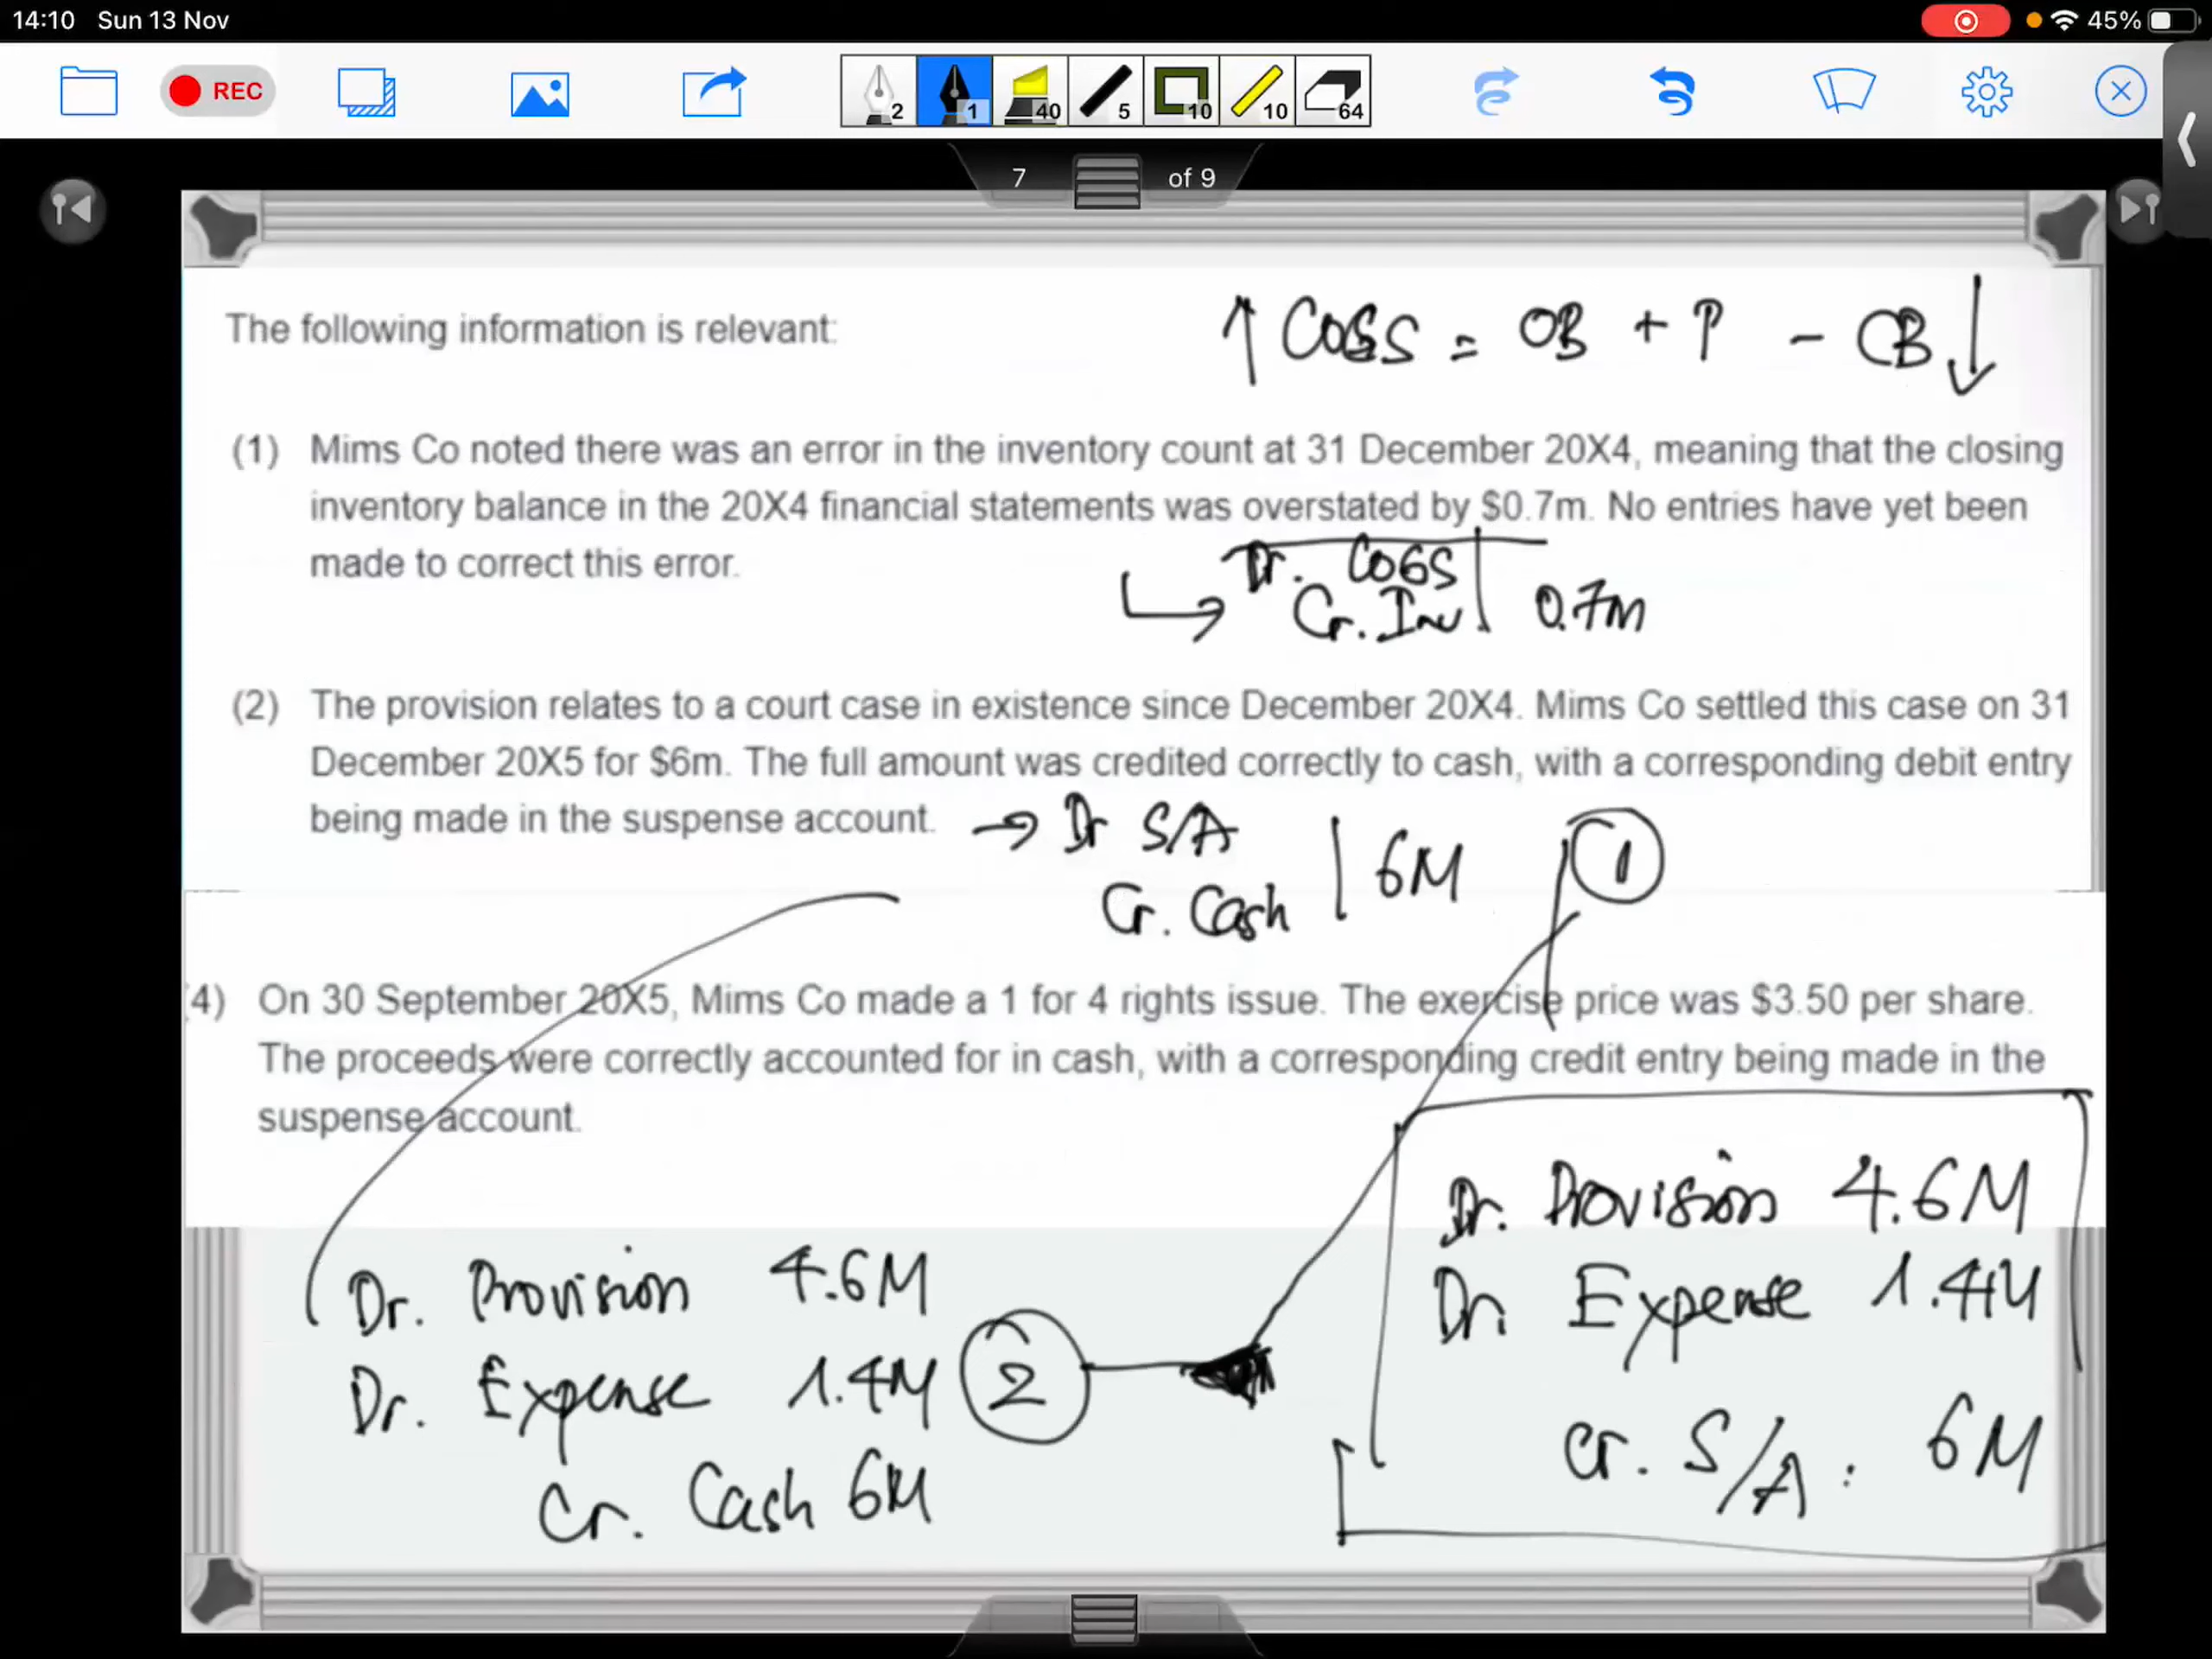 14:10 Sun 13 Nov
45%
REC
2 1 40 5 10 10 64
7 of 9
The following information is relevant:
↑ COGS = OB + P - CB ↓
(1) Mims Co noted there was an error in the inventory count at 31 December 20X4, meaning that the closing
inventory balance in the 20X4 financial statements was overstated by $0.7m. No entries have yet been
made to correct this error.
Dr. COGS
Cr. Inv 0.7m
(2) The provision relates to a court case in existence since December 20X4. Mims Co settled this case on 31
December 20X5 for $6m. The full amount was credited correctly to cash, with a corresponding debit entry
being made in the suspense account.
→ Dr S/A
Cr. Cash 6M
1
4) On 30 September 20X5, Mims Co made a 1 for 4 rights issue. The exercise price was $3.50 per share.
The proceeds were correctly accounted for in cash, with a corresponding credit entry being made in the
suspense account.
Dr. Provision 4.6M
Dr. Expense 1.4M
Cr. Cash 6M
2
Dr. Provision 4.6M
Dr. Expense 1.4M
Cr. S/A: 6M